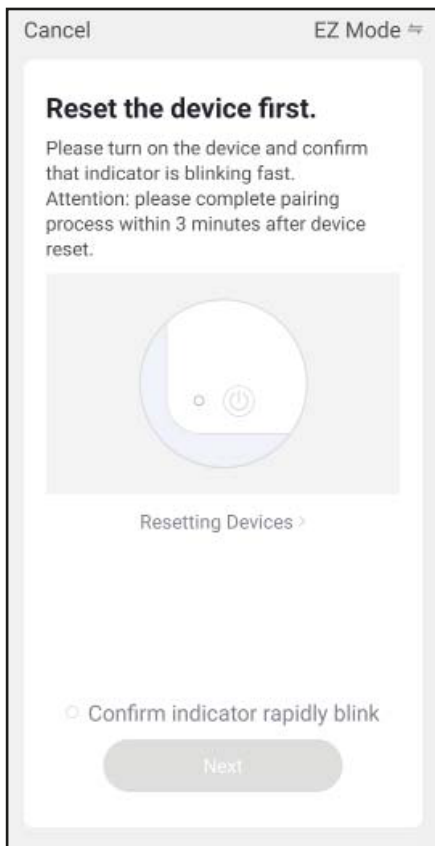 Cancel
EZ Mode ⇋
Reset the device first.
Please turn on the device and confirm
that indicator is blinking fast.
Attention: please complete pairing
process within 3 minutes after device
reset.
Resetting Devices >
Confirm indicator rapidly blink
Next